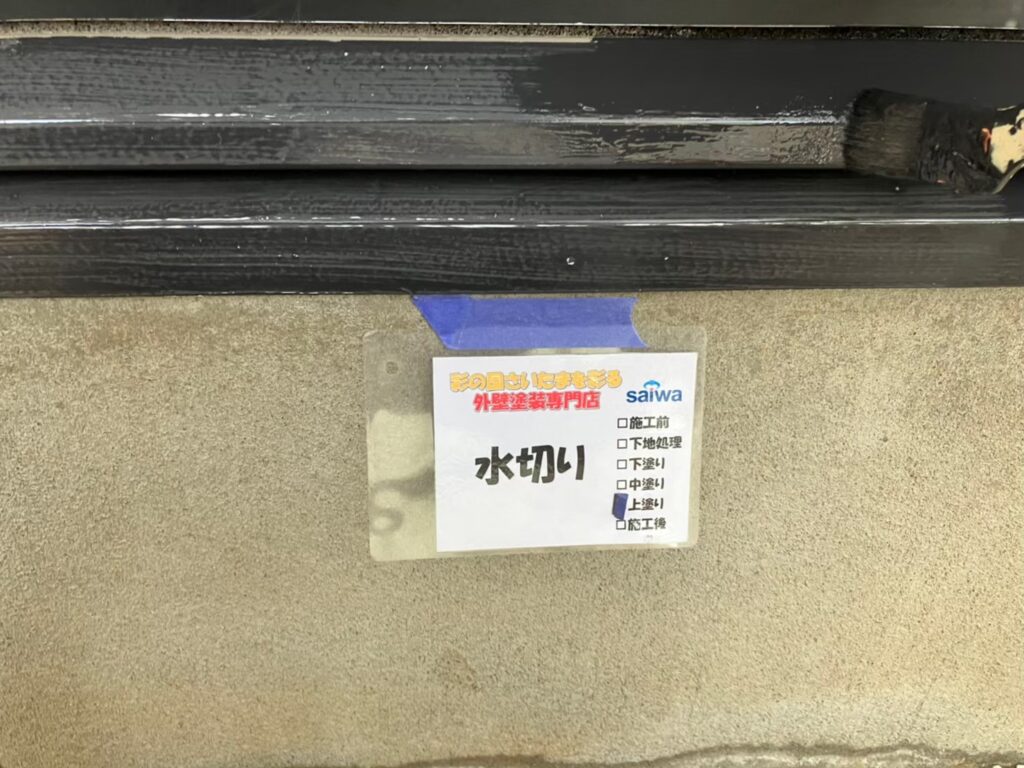 彩の国さいたまを彩る
外壁塗装専門店
saiwa
水切り
□施工前
□下地処理
□下塗り
□中塗り
上塗り
□施工後